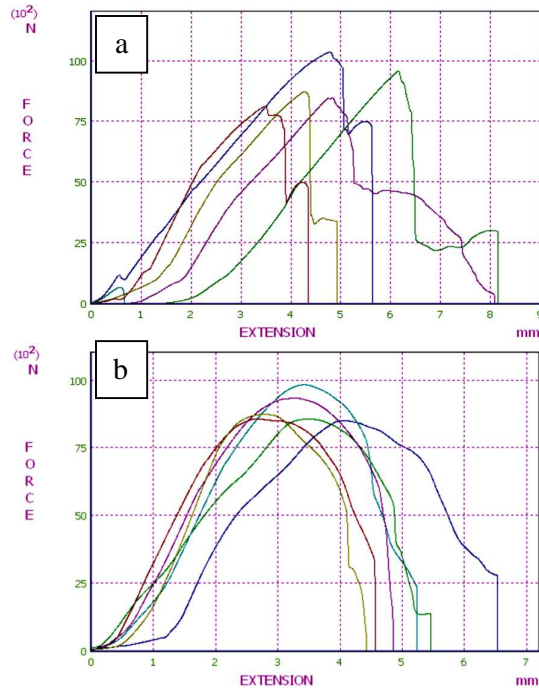 (10²)
N
a
100
F
O
R
C
E
75
50
25
0
0 1 2 3 4 5 6 7 8 9
EXTENSION mm
(10²)
N
b
100
F
O
R
C
E
75
50
25
0
0 1 2 3 4 5 6 7
EXTENSION mm